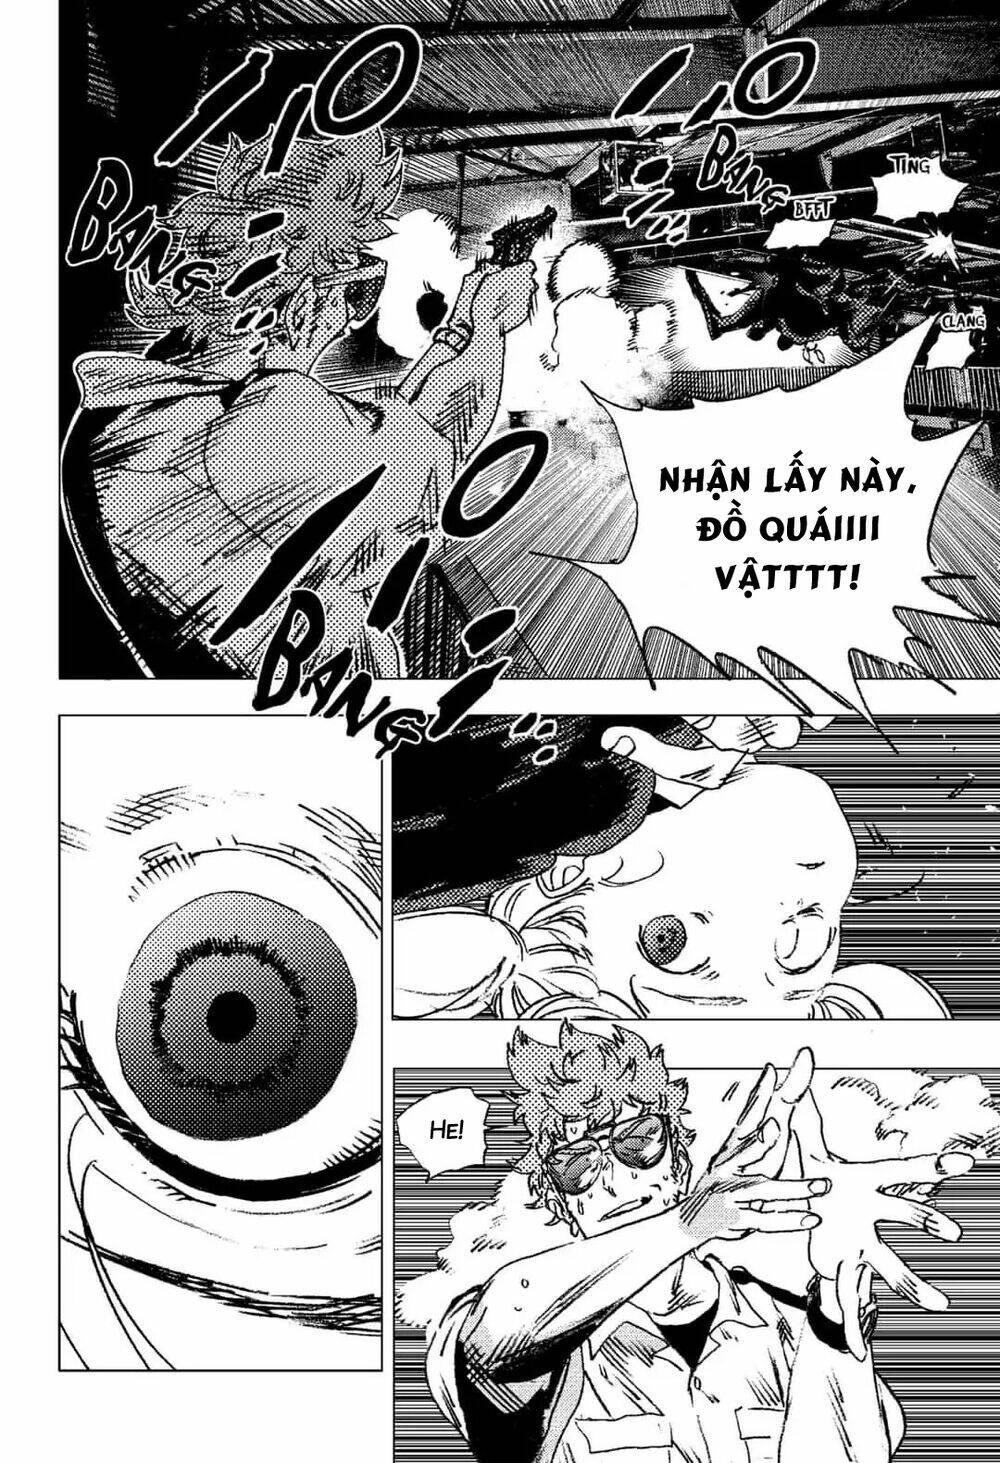 BANG
BANG
BFFT
TING
CLANG
NHẬN LẤY NÀY,
ĐỒ QUÁIIII
VẬTTTT!
BANG
HE!